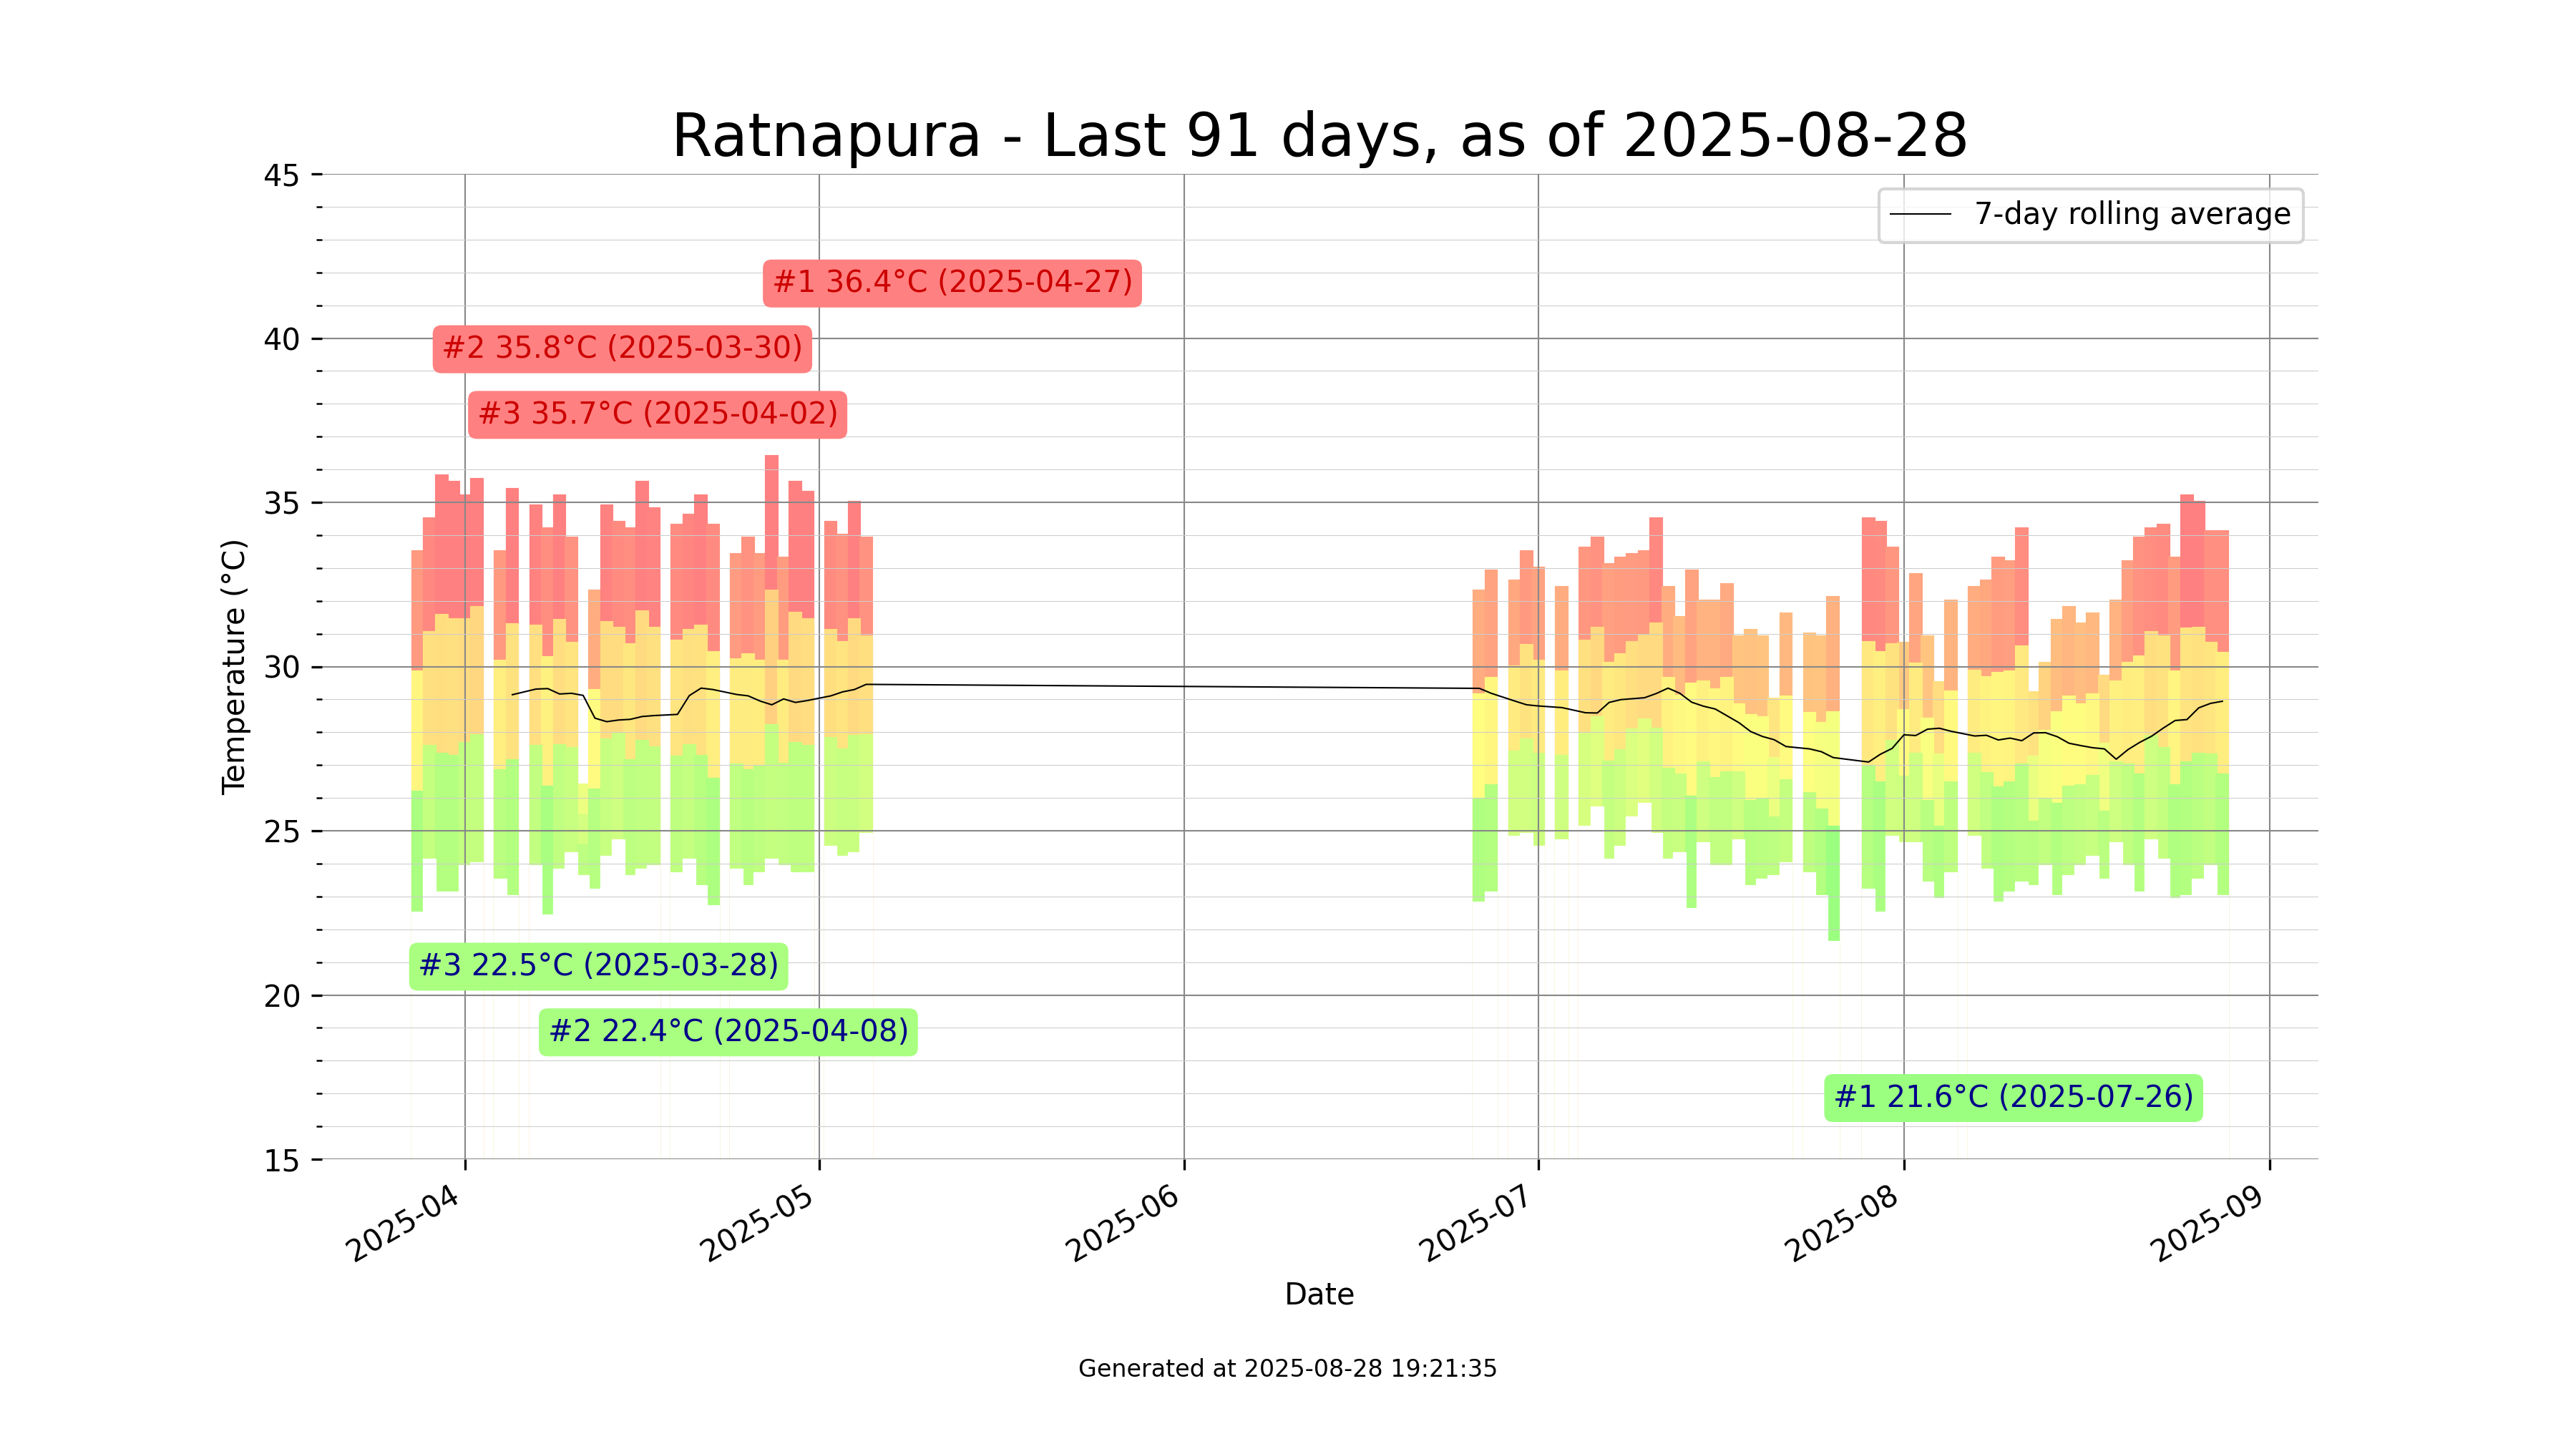 Ratnapura - Last 91 days, as of 2025-08-28
7-day rolling average
#1 36.4°C (2025-04-27)
#2 35.8°C (2025-03-30)
#3 35.7°C (2025-04-02)
#3 22.5°C (2025-03-28)
#2 22.4°C (2025-04-08)
#1 21.6°C (2025-07-26)
Temperature (°C)
45
40
35
30
25
20
15
2025-04
2025-05
2025-06
2025-07
2025-08
2025-09
Date
Generated at 2025-08-28 19:21:35